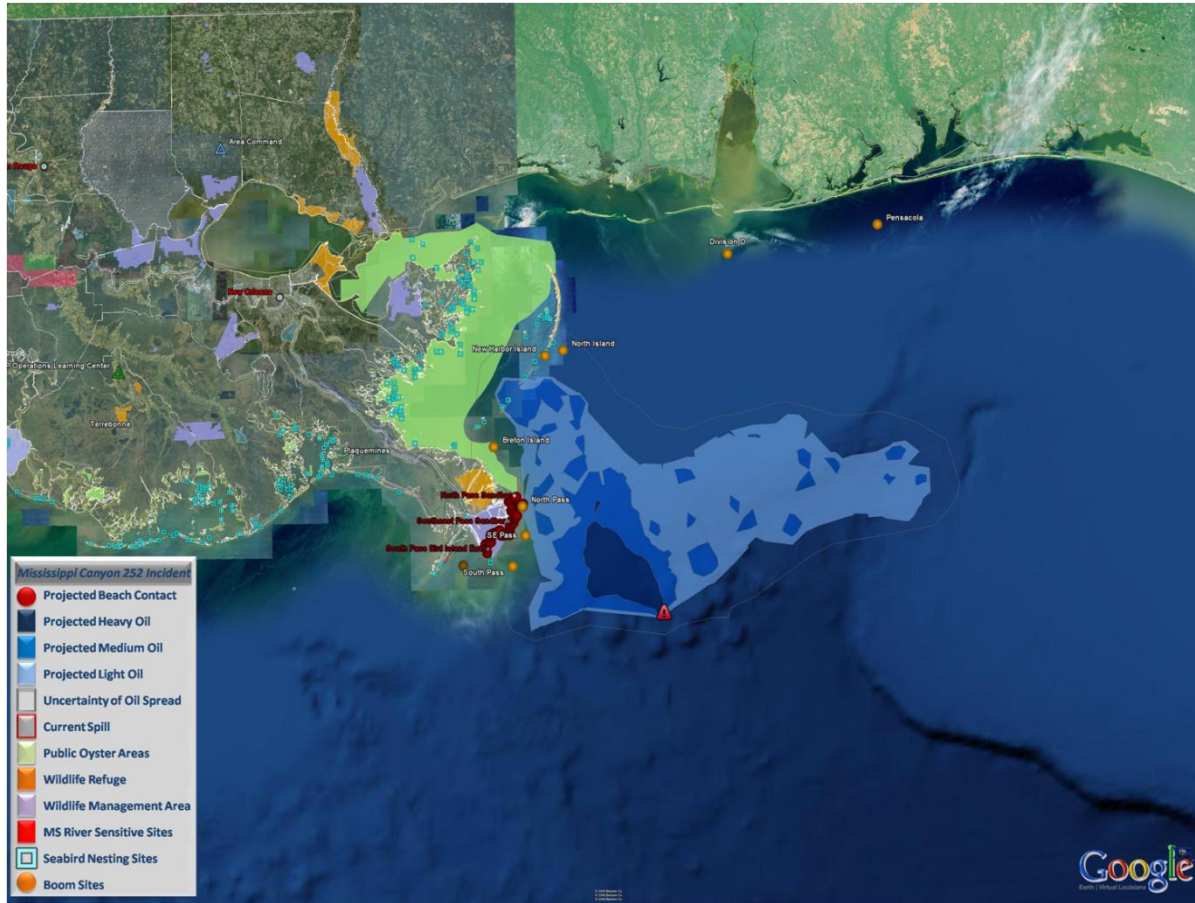 Area Command
Pensacola
Division D
New Orleans
New Harbor Island
North Island
P Operations Learning Center
Terrebonne
Breton Island
Plaquemines
North Pass
SE Pass
South Pass
Mississippi Canyon 252 Incident
Projected Beach Contact
Projected Heavy Oil
Projected Medium Oil
Projected Light Oil
Uncertainty of Oil Spread
Current Spill
Public Oyster Areas
Wildlife Refuge
Wildlife Management Area
MS River Sensitive Sites
Seabird Nesting Sites
Boom Sites
Google
Earth | Virtual Louisiana